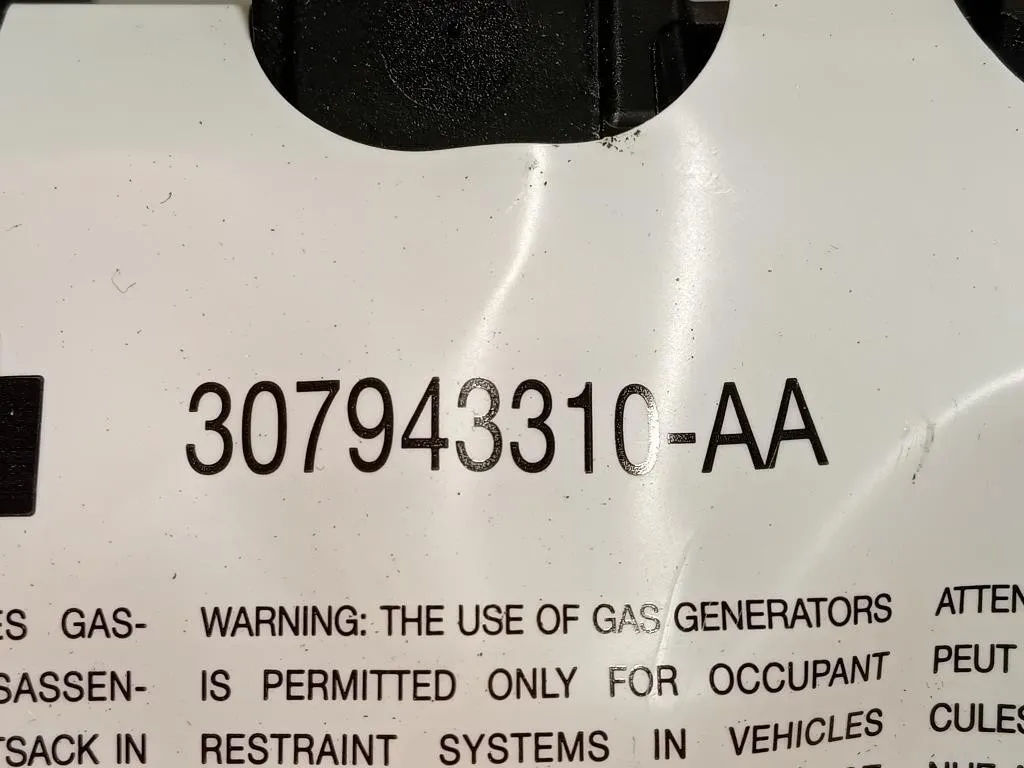 307943310-AA
ES GAS-
SASSEN-
TSACK IN
WARNING: THE USE OF GAS GENERATORS
IS PERMITTED ONLY FOR OCCUPANT
RESTRAINT SYSTEMS IN VEHICLES
ATTEN
PEUT
CULES